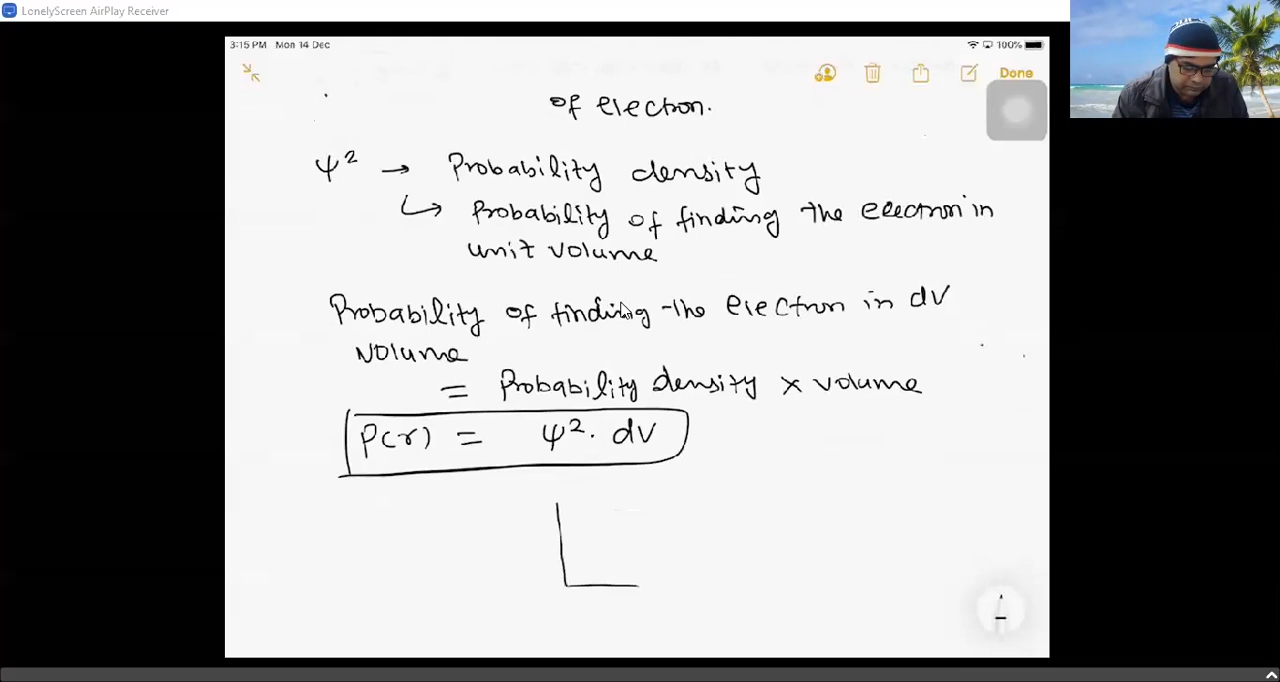 LonelyScreen AirPlay Receiver
3:15 PM Mon 14 Dec
100%
Done
of electron.
ψ² → Probability density
↳ Probability of finding the electron in
unit volume
Probability of finding the electron in dV
volume
= Probability density × volume
P(r) = ψ². dV